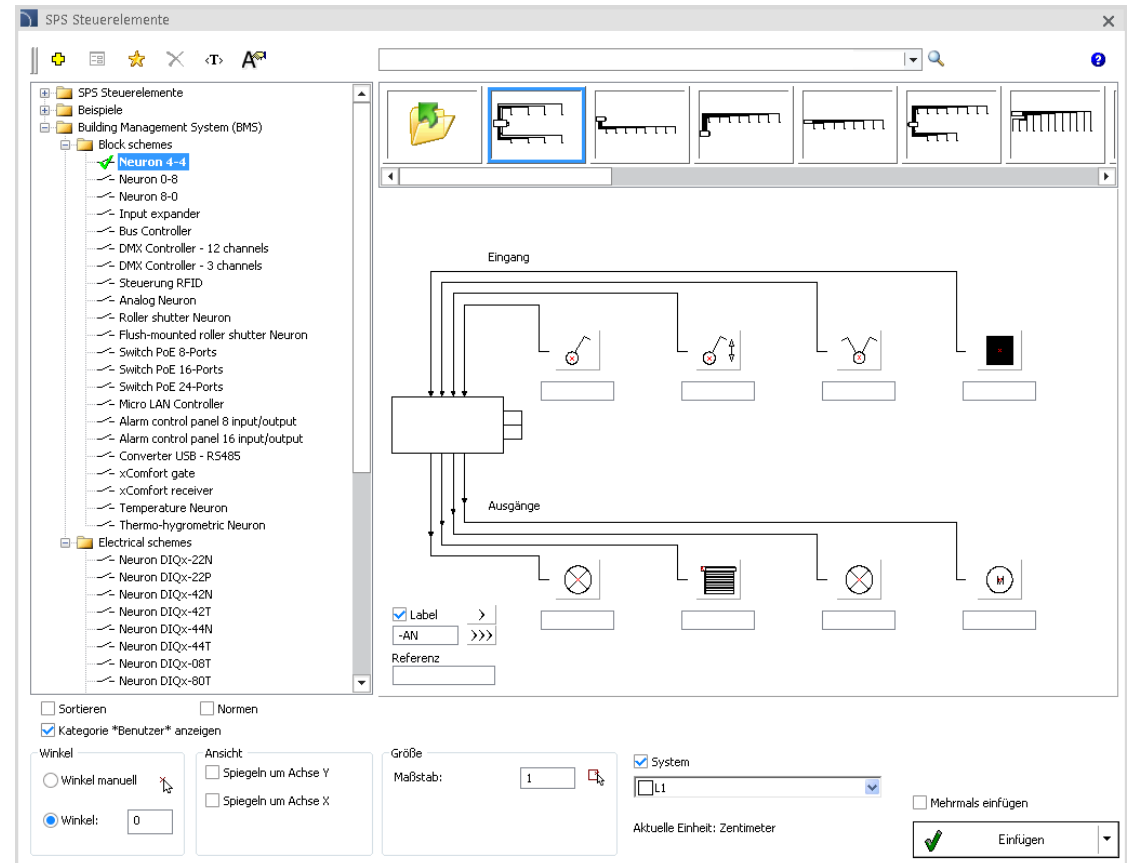 SPS Steuerelemente
<T>
A
SPS Steuerelemente
Beispiele
Building Management System (BMS)
Block schemes
Neuron 4-4
Neuron 0-8
Neuron 8-0
Input expander
Bus Controller
DMX Controller - 12 channels
DMX Controller - 3 channels
Steuerung RFID
Analog Neuron
Roller shutter Neuron
Flush-mounted roller shutter Neuron
Switch PoE 8-Ports
Switch PoE 16-Ports
Switch PoE 24-Ports
Micro LAN Controller
Alarm control panel 8 input/output
Alarm control panel 16 input/output
Converter USB - RS485
xComfort gate
xComfort receiver
Temperature Neuron
Thermo-hygrometric Neuron
Electrical schemes
Neuron DIQx-22N
Neuron DIQx-22P
Neuron DIQx-42N
Neuron DIQx-42T
Neuron DIQx-44N
Neuron DIQx-44T
Neuron DIQx-08T
Neuron DIQx-80T
Eingang
Ausgänge
M
Label
>
-AN
>>>
Referenz
Sortieren
Normen
Kategorie *Benutzer* anzeigen
Winkel
Winkel manuell
Winkel:
0
Ansicht
Spiegeln um Achse Y
Spiegeln um Achse X
Größe
Maßstab:
1
System
L1
Aktuelle Einheit: Zentimeter
Mehrmals einfügen
Einfügen